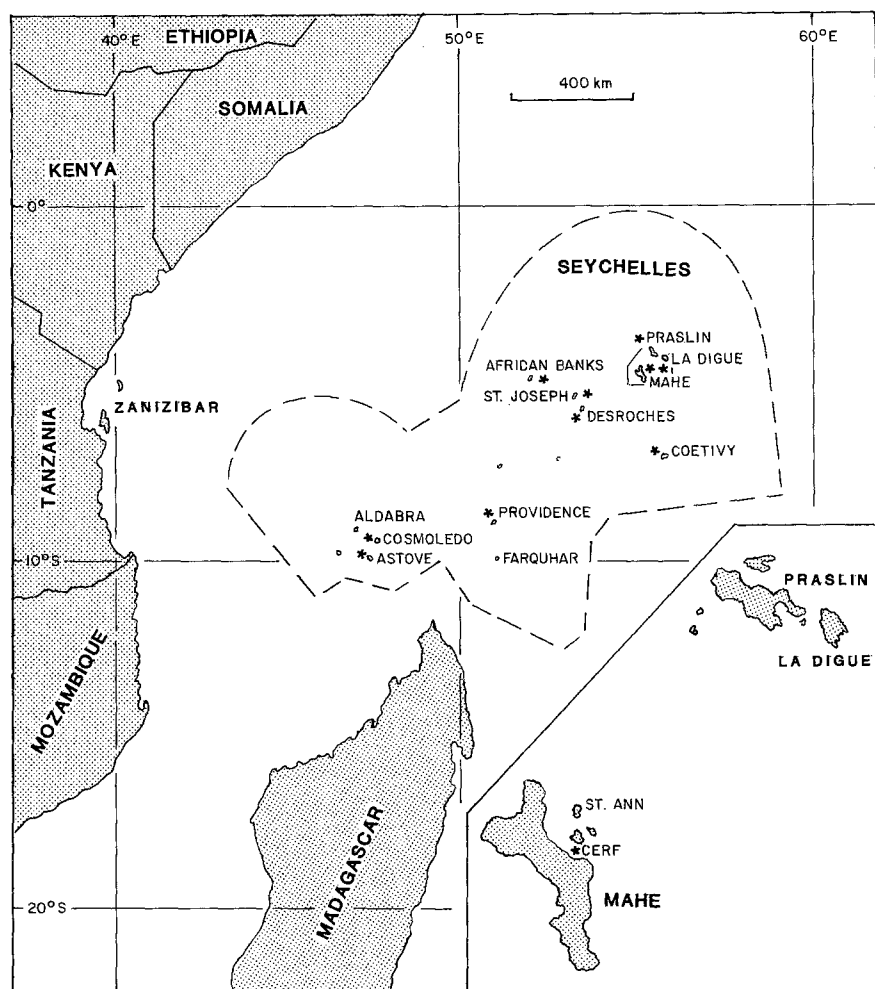 40°E
50°E
60°E
ETHIOPIA
SOMALIA
400 km
KENYA
0°
SEYCHELLES
* PRASLIN
LA DIGUE
AFRICAN BANKS
*
* *
MAHE
ST. JOSEPH *
* DESROCHES
ZANIZIBAR
TANZANIA
* COETIVY
* PROVIDENCE
ALDABRA
* COSMOLEDO
* ASTOVE
FARQUHAR
10°S
PRASLIN
LA DIGUE
MOZAMBIQUE
MADAGASCAR
ST. ANN
* CERF
MAHE
20°S